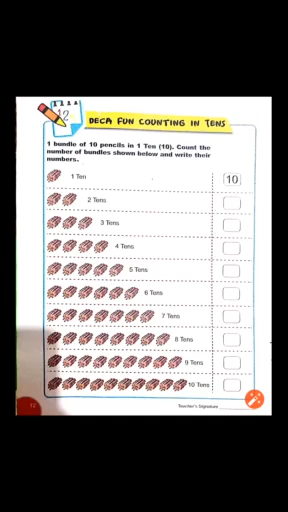 12
DECA FUN COUNTING IN TENS
1 bundle of 10 pencils in 1 Ten (10). Count the
number of bundles shown below and write their
numbers.
1 Ten 10
2 Tens
3 Tens
4 Tens
5 Tens
6 Tens
7 Tens
8 Tens
9 Tens
10 Tens
12
Teacher's Signature